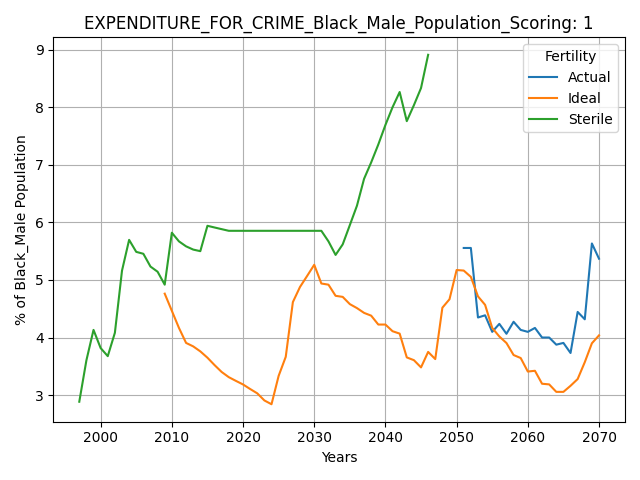 EXPENDITURE_FOR_CRIME_Black_Male_Population_Scoring: 1
% of Black_Male Population
9
8
7
6
5
4
3
Fertility
Actual
Ideal
Sterile
2000 2010 2020 2030 2040 2050 2060 2070
Years